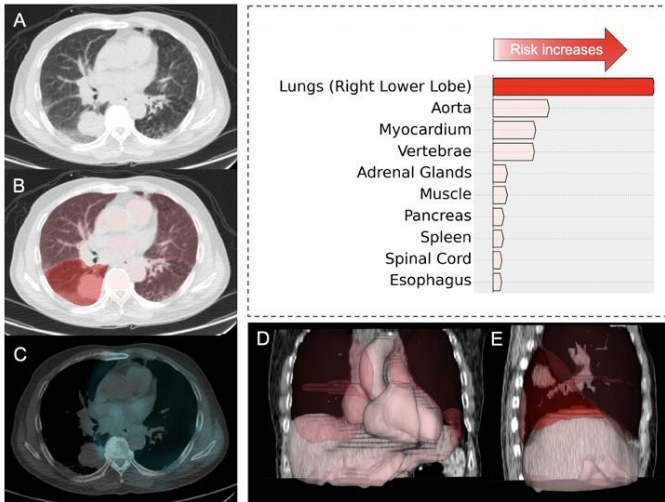 A
B
C
Risk increases
Lungs (Right Lower Lobe)
Aorta
Myocardium
Vertebrae
Adrenal Glands
Muscle
Pancreas
Spleen
Spinal Cord
Esophagus
D
E